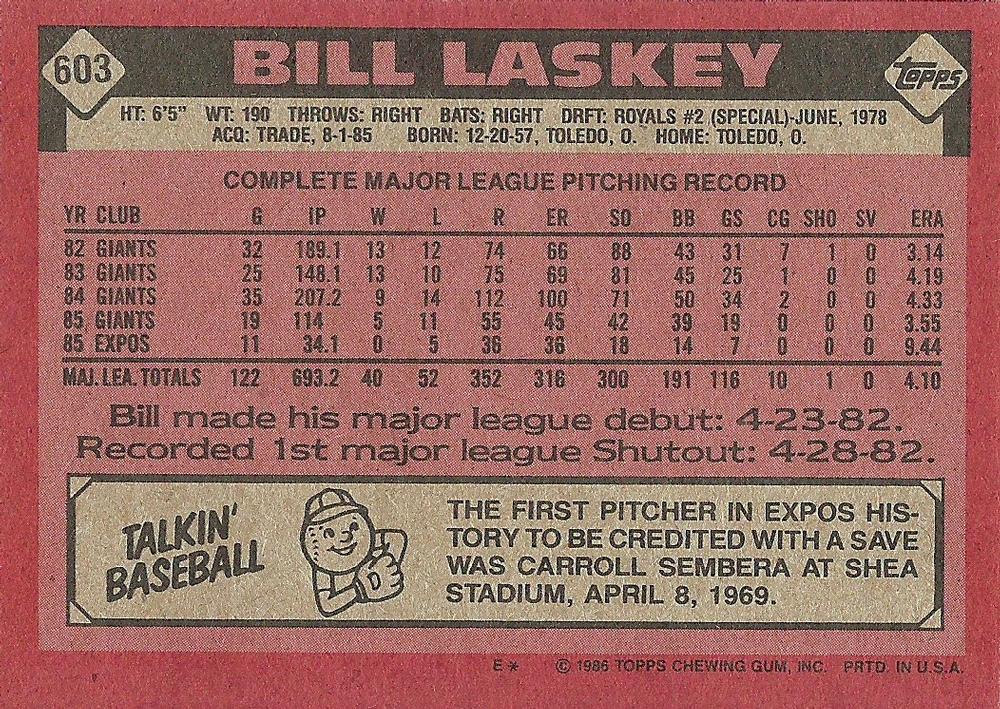 603 BILL LASKEY topps
HT: 6'5" WT: 190 THROWS: RIGHT BATS: RIGHT DRFT: ROYALS #2 (SPECIAL)-JUNE, 1978
ACQ: TRADE, 8-1-85 BORN: 12-20-57, TOLEDO, O. HOME: TOLEDO, O.
COMPLETE MAJOR LEAGUE PITCHING RECORD
YR CLUB G IP W L R ER SO BB GS CG SHO SV ERA
82 GIANTS 32 189.1 13 12 74 66 88 43 31 7 1 0 3.14
83 GIANTS 25 148.1 13 10 75 69 81 45 25 1 0 0 4.19
84 GIANTS 35 207.2 9 14 112 100 71 50 34 2 0 0 4.33
85 GIANTS 19 114 5 11 55 45 42 39 19 0 0 0 3.55
85 EXPOS 11 34.1 0 5 36 36 18 14 7 0 0 0 9.44
MAJ. LEA. TOTALS 122 693.2 40 52 352 316 300 191 116 10 1 0 4.10
Bill made his major league debut: 4-23-82.
Recorded 1st major league Shutout: 4-28-82.
TALKIN'
BASEBALL
THE FIRST PITCHER IN EXPOS HIS-
TORY TO BE CREDITED WITH A SAVE
WAS CARROLL SEMBERA AT SHEA
STADIUM, APRIL 8, 1969.
E* © 1986 TOPPS CHEWING GUM, INC. PRTD. IN U.S.A.